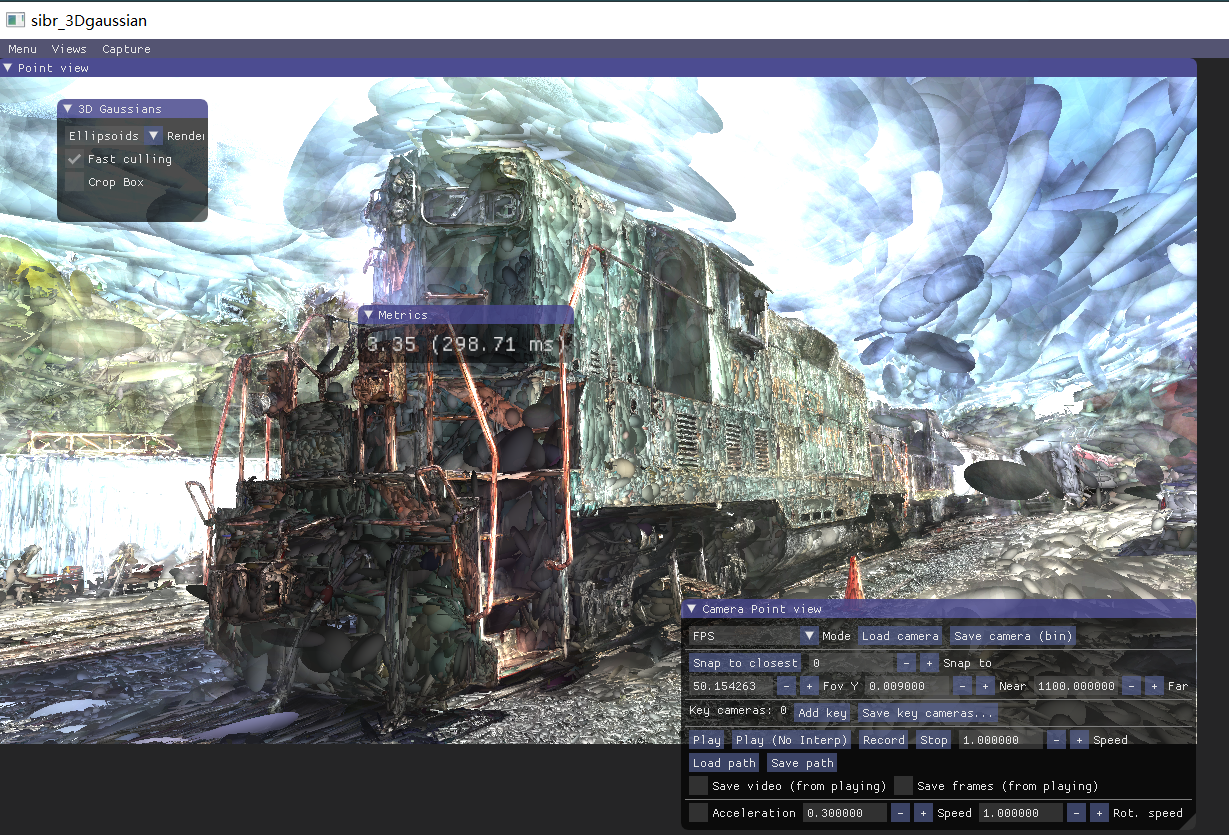 sibr_3Dgaussian
Menu Views Capture
Point view
3D Gaussians
Ellipsoids Render
Fast culling
Crop Box
Metrics
3.35 (298.71 ms)
Camera Point view
FPS Mode Load camera Save camera (bin)
Snap to closest 0 - + Snap to
50.154263 - + Fov Y 0.009000 - + Near 1100.000000 - + Far
Key cameras: 0 Add key Save key cameras...
Play Play (No Interp) Record Stop 1.000000 - + Speed
Load path Save path
Save video (from playing) Save frames (from playing)
Acceleration 0.300000 - + Speed 1.000000 - + Rot. speed